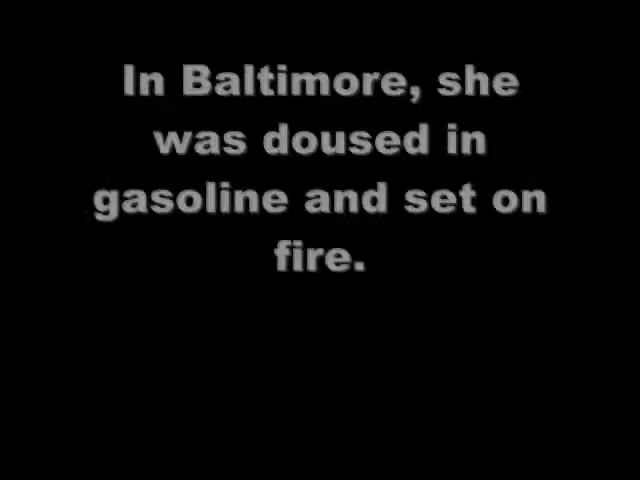 In Baltimore, she
was doused in
gasoline and set on
fire.